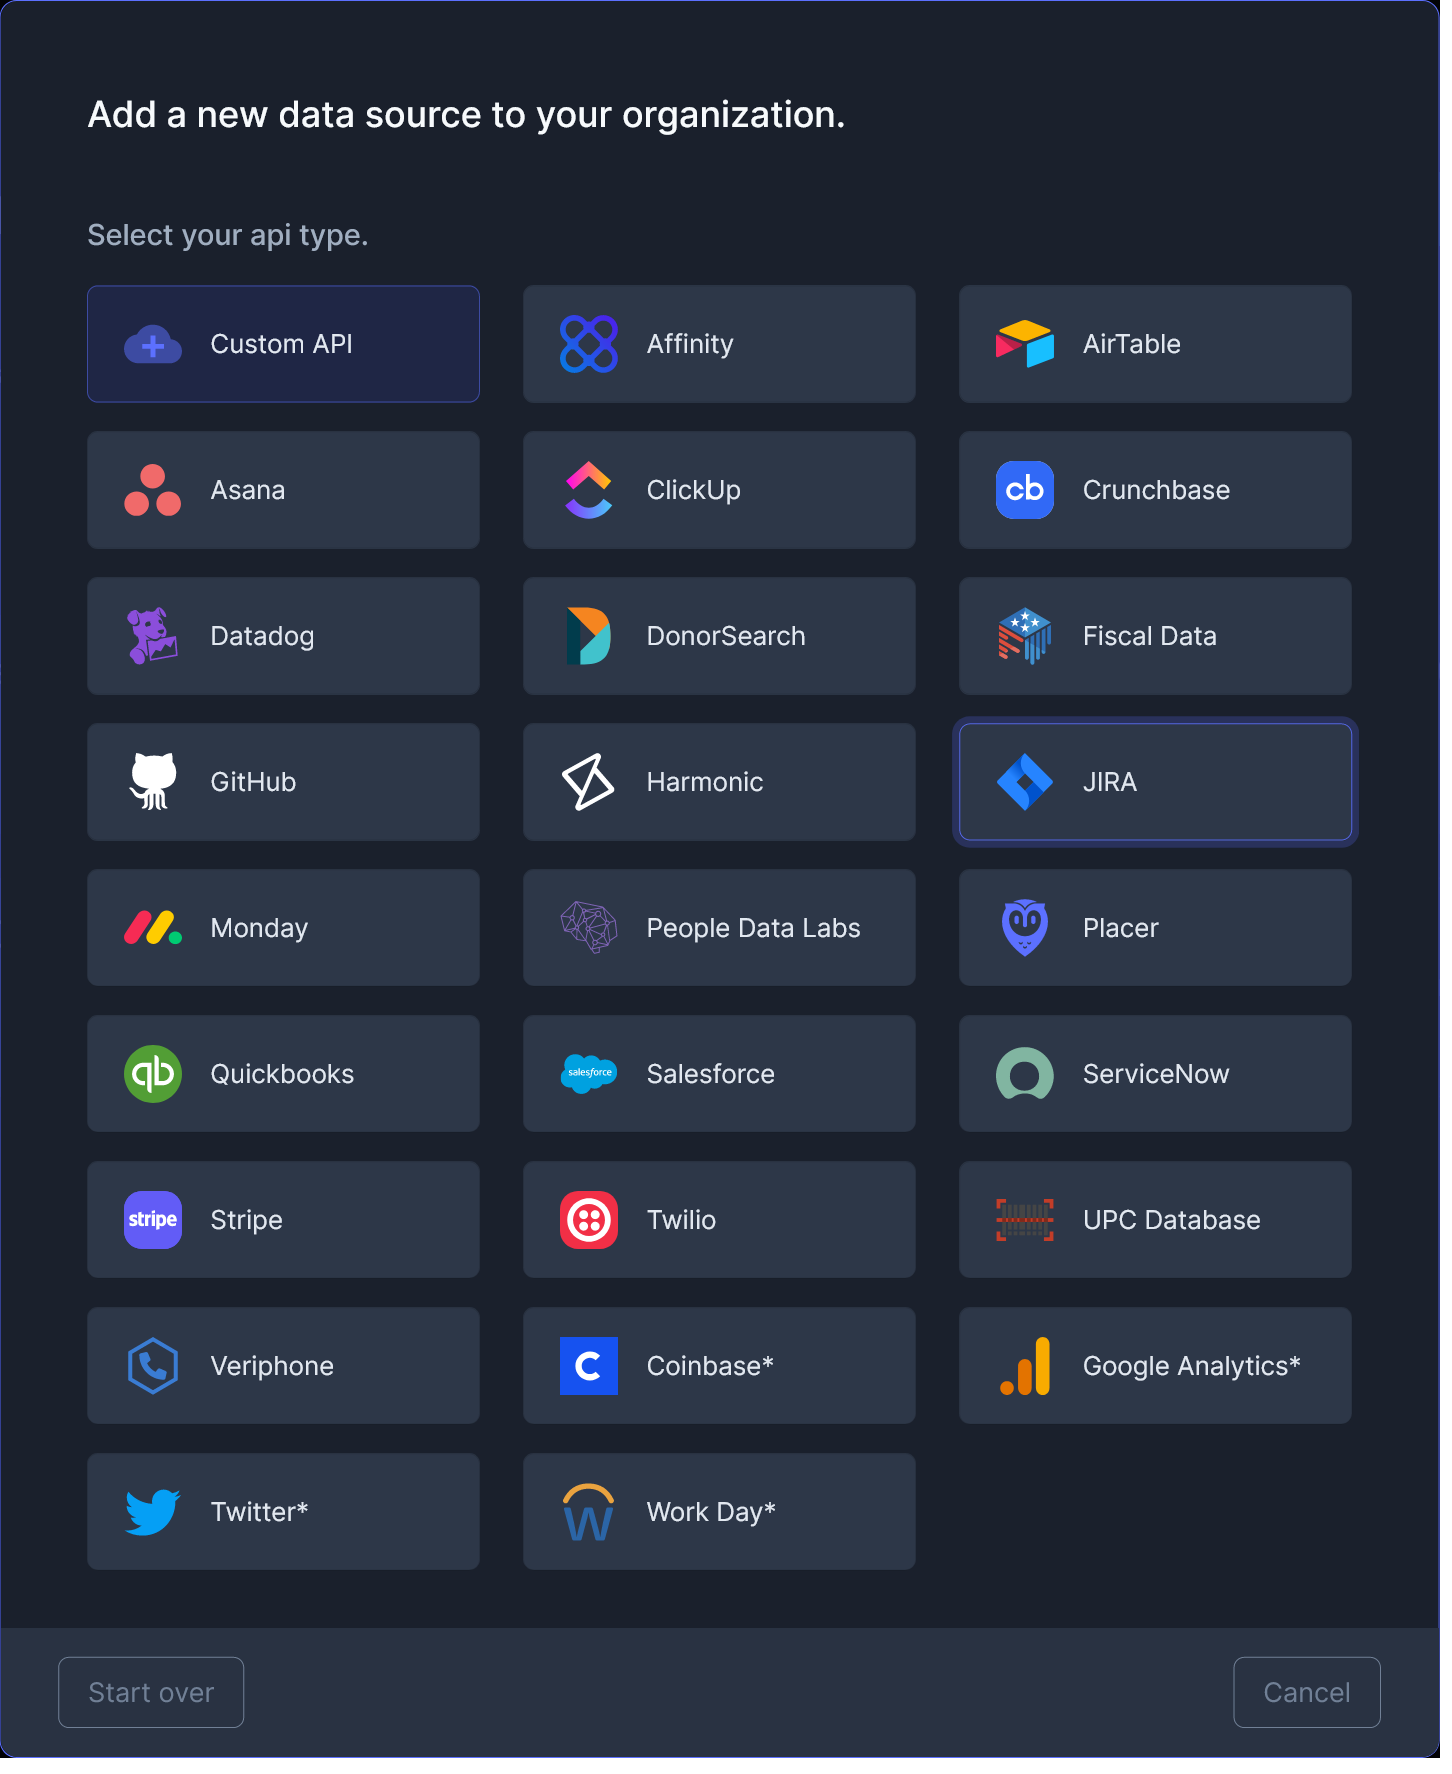 Add a new data source to your organization.
Select your api type.
Custom API
Affinity
AirTable
Asana
ClickUp
cb
Crunchbase
Datadog
DonorSearch
Fiscal Data
GitHub
Harmonic
JIRA
Monday
People Data Labs
Placer
qb
Quickbooks
salesforce
Salesforce
ServiceNow
stripe
Stripe
Twilio
UPC Database
Veriphone
C
Coinbase*
Google Analytics*
Twitter*
W
Work Day*
Start over
Cancel